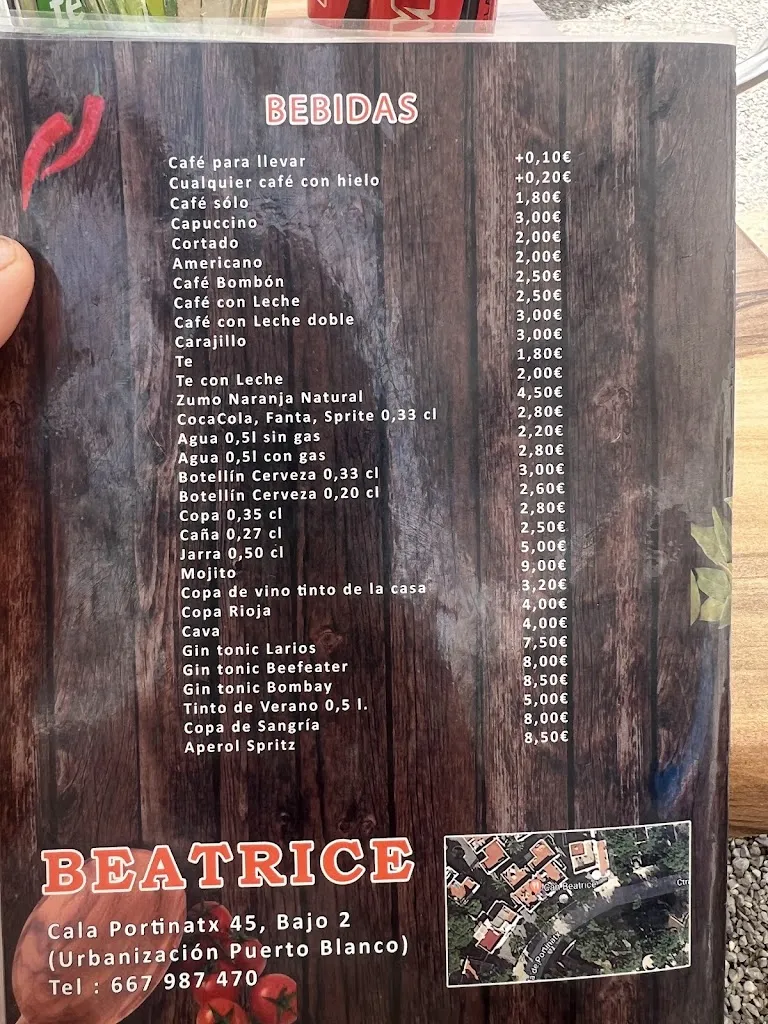 BEBIDAS
Café para llevar +0,10€
Cualquier café con hielo +0,20€
Café sólo 1,80€
Capuccino 3,00€
Cortado 2,00€
Americano 2,00€
Café Bombón 2,50€
Café con Leche 2,50€
Café con Leche doble 3,00€
Carajillo 3,00€
Te 1,80€
Te con Leche 2,00€
Zumo Naranja Natural 4,50€
CocaCola, Fanta, Sprite 0,33 cl 2,80€
Agua 0,5l sin gas 2,20€
Agua 0,5l con gas 2,80€
Botellín Cerveza 0,33 cl 3,00€
Botellín Cerveza 0,20 cl 2,60€
Copa 0,35 cl 2,80€
Caña 0,27 cl 2,50€
Jarra 0,50 cl 5,00€
Mojito 9,00€
Copa de vino tinto de la casa 3,20€
Copa Rioja 4,00€
Cava 4,00€
Gin tonic Larios 7,50€
Gin tonic Beefeater 8,00€
Gin tonic Bombay 8,50€
Tinto de Verano 0,5 l. 5,00€
Copa de Sangría 8,00€
Aperol Spritz 8,50€
BEATRICE
Cala Portinatx 45, Bajo 2
(Urbanización Puerto Blanco)
Tel : 667 987 470
Beatrice